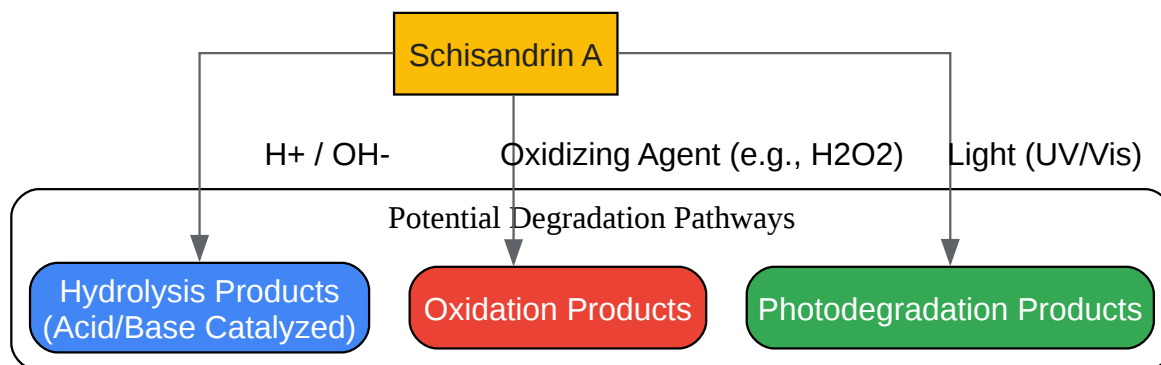 Schisandrin A
H+ / OH-
Oxidizing Agent (e.g., H2O2)
Light (UV/Vis)
Potential Degradation Pathways
Hydrolysis Products
(Acid/Base Catalyzed)
Oxidation Products
Photodegradation Products